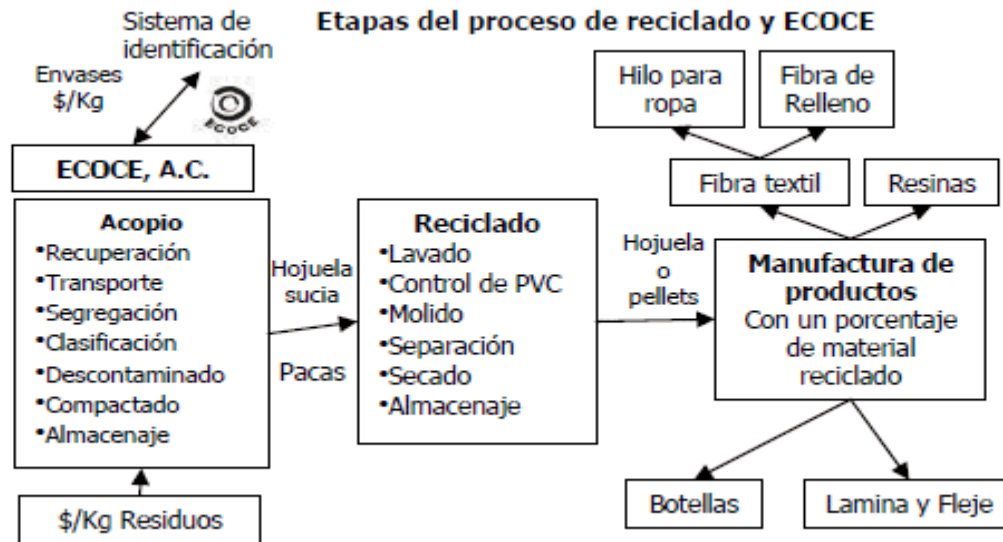 Etapas del proceso de reciclado y ECOCE
Sistema de
identificación
Envases
$/Kg
ECOCE
ECOCE, A.C.
Acopio
•Recuperación
•Transporte
•Segregación
•Clasificación
•Descontaminado
•Compactado
•Almacenaje
$/Kg Residuos
Hojuela
sucia
Pacas
Reciclado
•Lavado
•Control de PVC
•Molido
•Separación
•Secado
•Almacenaje
Hojuela
o
pellets
Hilo para
ropa
Fibra de
Relleno
Fibra textil
Resinas
Manufactura de
productos
Con un porcentaje
de material
reciclado
Botellas
Lamina y Fleje